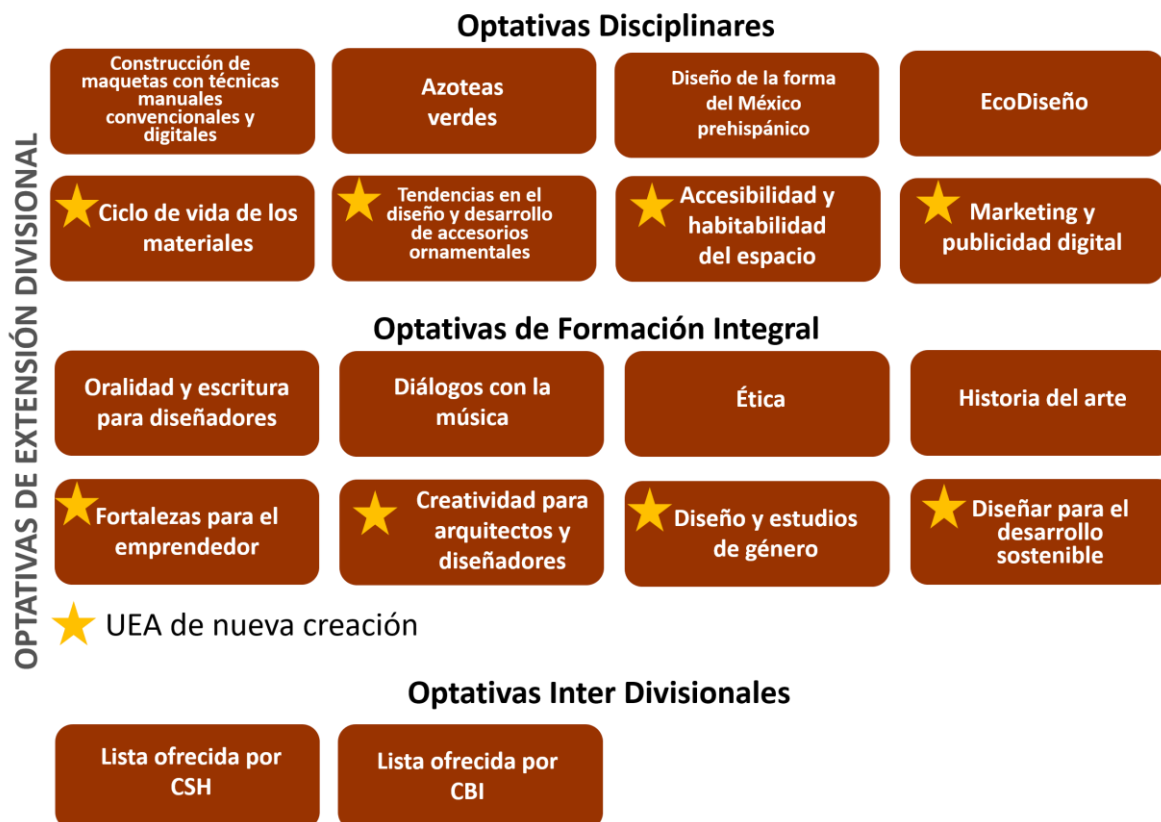 OPTATIVAS DE EXTENSIÓN DIVISIONAL
Optativas Disciplinares
Construcción de
maquetas con técnicas
manuales
convencionales y
digitales
Azoteas
verdes
Diseño de la forma
del México
prehispánico
EcoDiseño
Ciclo de vida de los
materiales
Tendencias en el
diseño y desarrollo
de accesorios
ornamentales
Accesibilidad y
habitabilidad
del espacio
Marketing y
publicidad digital
Optativas de Formación Integral
Oralidad y escritura
para diseñadores
Diálogos con la
música
Ética
Historia del arte
Fortalezas para el
emprendedor
Creatividad para
arquitectos y
diseñadores
Diseño y estudios
de género
Diseñar para el
desarrollo
sostenible
UEA de nueva creación
Optativas Inter Divisionales
Lista ofrecida por
CSH
Lista ofrecida por
CBI